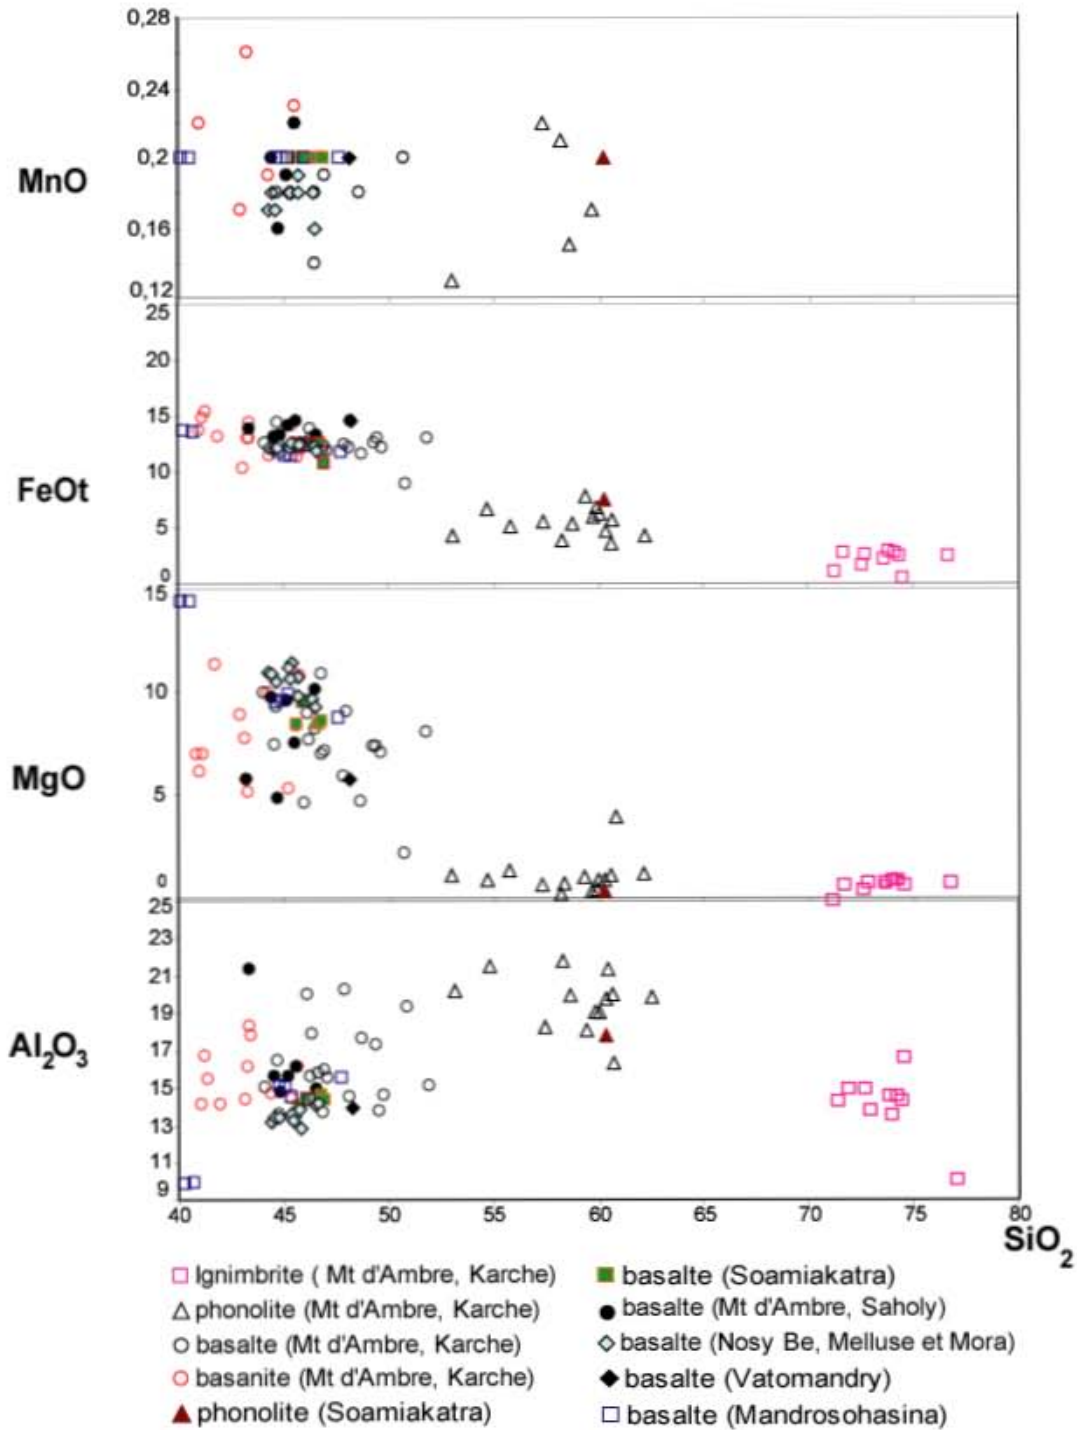 0,28
0,24
0,2
MnO
0,16
0,12
25
20
15
10
FeOt
5
0
15
10
MgO
5
0
25
23
21
19
Al₂O₃
17
15
13
11
9
40 45 50 55 60 65 70 75 80
SiO₂
Ignimbrite ( Mt d'Ambre, Karche)
phonolite (Mt d'Ambre, Karche)
basalte (Mt d'Ambre, Karche)
basanite (Mt d'Ambre, Karche)
phonolite (Soamiakatra)
basalte (Soamiakatra)
basalte (Mt d'Ambre, Saholy)
basalte (Nosy Be, Melluse et Mora)
basalte (Vatomandry)
basalte (Mandrosohasina)